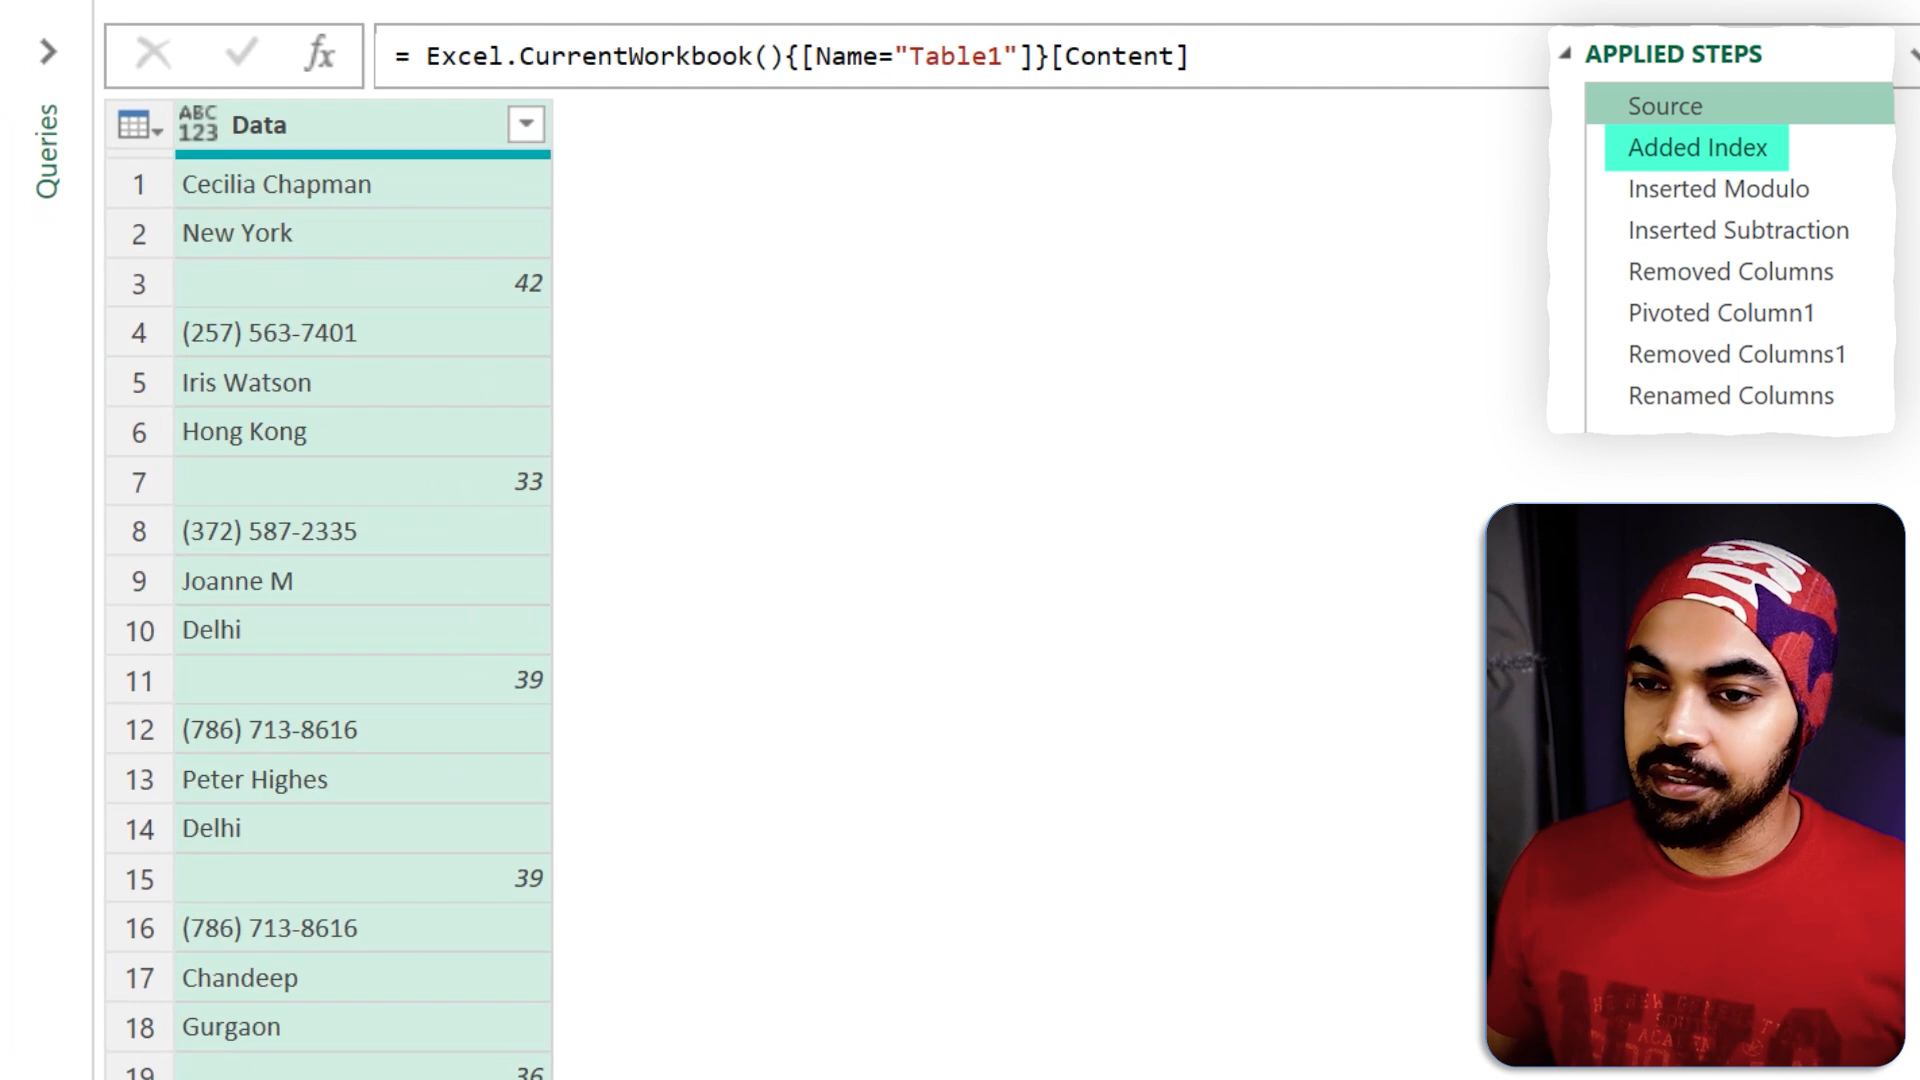 = Excel.CurrentWorkbook(){[Name="Table1"]}[Content]
Queries
ABC
123
Data
1 Cecilia Chapman
2 New York
3 42
4 (257) 563-7401
5 Iris Watson
6 Hong Kong
7 33
8 (372) 587-2335
9 Joanne M
10 Delhi
11 39
12 (786) 713-8616
13 Peter Highes
14 Delhi
15 39
16 (786) 713-8616
17 Chandeep
18 Gurgaon
19 36
APPLIED STEPS
Source
Added Index
Inserted Modulo
Inserted Subtraction
Removed Columns
Pivoted Column1
Removed Columns1
Renamed Columns